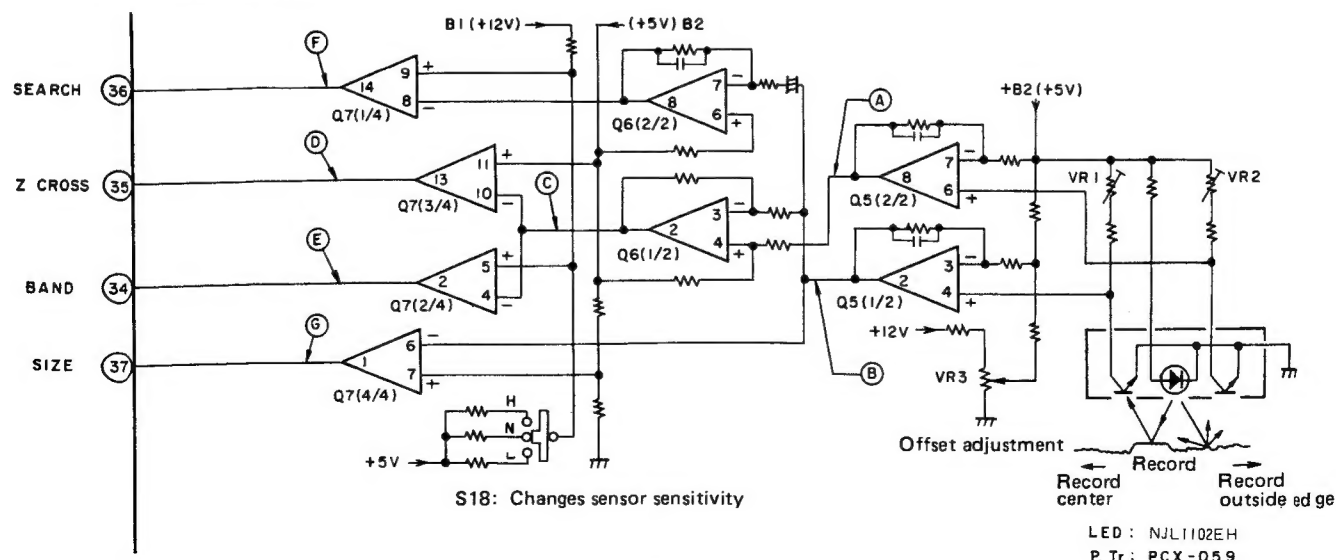 B1 (+12V)
(+5V) B2
F
SEARCH 36
9 +
14
8 -
Q7(1/4)
7 -
8
6 +
Q6(2/2)
A
+B2 (+5V)
D
Z CROSS 35
11 +
13
10 -
Q7(3/4)
C
3 -
2
4 +
Q6(1/2)
7 -
8
6 +
Q5(2/2)
VR1
VR2
E
BAND 34
5 +
2
4 -
Q7(2/4)
3 -
2
4 +
Q5(1/2)
G
SIZE 37
6 -
1
7 +
Q7(4/4)
+12V
B
VR3
H
N
L
+5V
Offset adjustment
S18: Changes sensor sensitivity
Record
Record center
Record outside edge
LED : NJL1102EH
P Tr : PCX-059